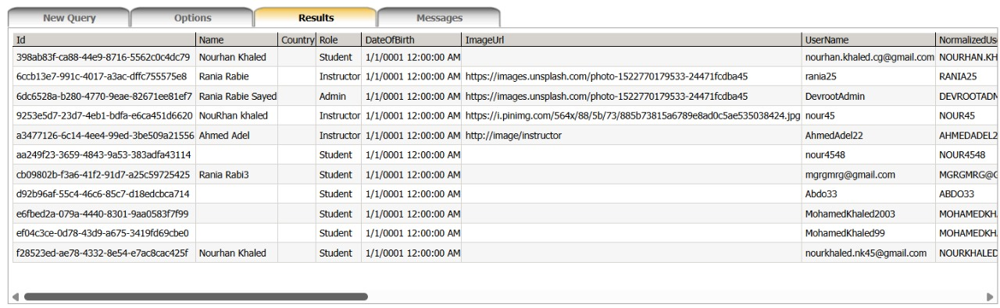 New Query Options Results Messages
Id Name Country Role DateOfBirth ImageUrl UserName NormalizedUse
398ab83f-ca88-44e9-8716-5562c0c4dc79 Nourhan Khaled Student 1/1/0001 12:00:00 AM nourhan.khaled.cg@gmail.com NOURHAN.KH
6ccb13e7-991c-4017-a3ac-dffc755575e8 Rania Rabie Instructor 1/1/0001 12:00:00 AM https://images.unsplash.com/photo-1522770179533-24471fcdba45 rania25 RANIA25
6dc6528a-b280-4770-9eae-82671ee81ef7 Rania Rabie Sayed Admin 1/1/0001 12:00:00 AM https://images.unsplash.com/photo-1522770179533-24471fcdba45 DevrootAdmin DEVROOTADM
9253e5d7-23d7-4eb1-bdfa-e6ca451d6620 NouRhan khaled Instructor 1/1/0001 12:00:00 AM https://i.pinimg.com/564x/88/5b/73/885b73815a6789e8ad0c5ae535038424.jpg nour45 NOUR45
a3477126-6c14-4ee4-99ed-3be509a21556 Ahmed Adel Instructor 1/1/0001 12:00:00 AM http://image/instructor AhmedAdel22 AHMEDADEL2
aa249f23-3659-4843-9a53-383adfa43114 Student 1/1/0001 12:00:00 AM nour4548 NOUR4548
cb09802b-f3a6-41f2-91d7-a25c59725425 Rania Rabi3 Student 1/1/0001 12:00:00 AM mgrgmrg@gmail.com MGRGMRG@G
d92b96af-55c4-46c6-85c7-d18edcbca714 Student 1/1/0001 12:00:00 AM Abdo33 ABDO33
e6fbed2a-079a-4440-8301-9aa0583f7f99 Student 1/1/0001 12:00:00 AM MohamedKhaled2003 MOHAMEDKH
ef04c3ce-0d78-43d9-a675-3419fd69cbe0 Student 1/1/0001 12:00:00 AM MohamedKhaled99 MOHAMEDKH
f28523ed-ae78-4332-8e54-e7ac8cac425f Nourhan Khaled Student 1/1/0001 12:00:00 AM nourkhaled.nk45@gmail.com NOURKHALED